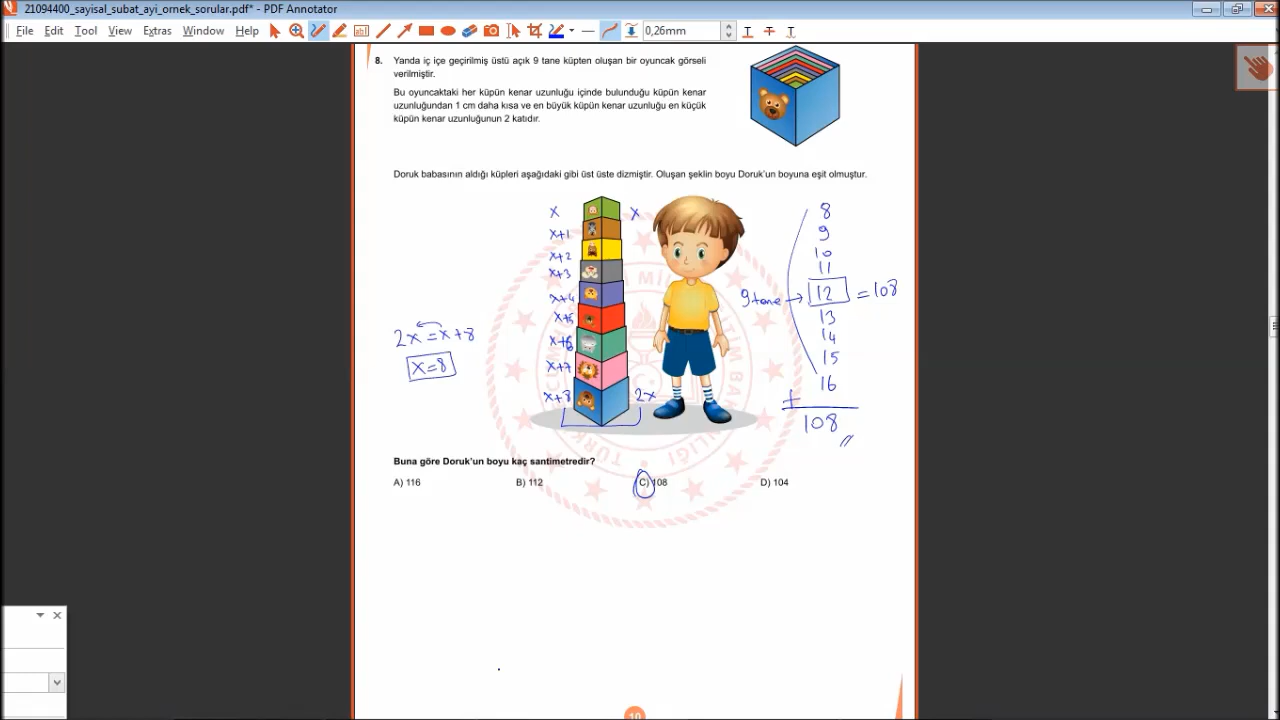 21094400_sayisal_subat_ayi_ornek_sorular.pdf* - PDF Annotator
File Edit Tool View Extras Window Help
0,26mm
8. Yanda iç içe geçirilmiş üstü açık 9 tane küpten oluşan bir oyuncak görseli
verilmiştir.
Bu oyuncaktaki her küpün kenar uzunluğu içinde bulunduğu küpün kenar
uzunluğundan 1 cm daha kısa ve en büyük küpün kenar uzunluğu en küçük
küpün kenar uzunluğunun 2 katıdır.
Doruk babasının aldığı küpleri aşağıdaki gibi üst üste dizmiştir. Oluşan şeklin boyu Doruk'un boyuna eşit olmuştur.
x x
x+1
x+2
x+3
x+4
x+5
x+6
x+7
x+8 2x
2x = x+8
x=8
8
9
10
11
9 tane → 12 = 108
13
14
15
16
+
108
Buna göre Doruk'un boyu kaç santimetredir?
A) 116 B) 112 C) 108 D) 104
10